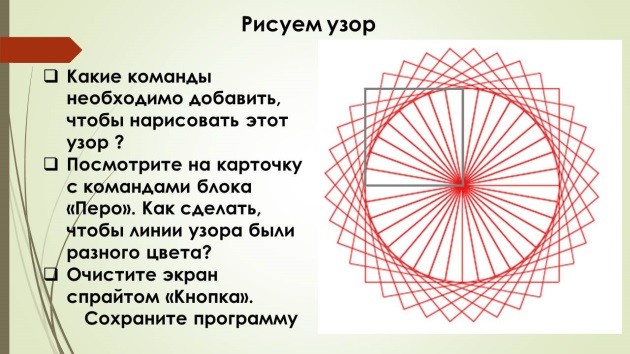 Рисуем узор
❑ Какие команды
необходимо добавить,
чтобы нарисовать этот
узор ?
❑ Посмотрите на карточку
с командами блока
«Перо». Как сделать,
чтобы линии узора были
разного цвета?
❑ Очистите экран
спрайтом «Кнопка».
Сохраните программу